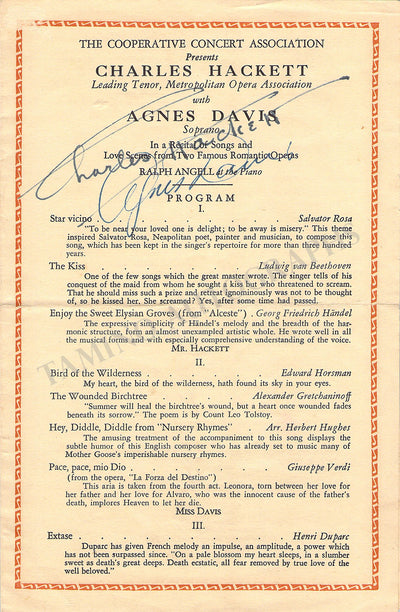 THE COOPERATIVE CONCERT ASSOCIATION
Presents
CHARLES HACKETT
Leading Tenor, Metropolitan Opera Association
with
AGNES DAVIS
Soprano
Charles Hackett
Agnes Davis
In a Recital of Songs and
Love Scenes from Two Famous Romantic Operas
RALPH ANGELL at the Piano
PROGRAM
I.
Star vicino . . . Salvator Rosa
"To be near your loved one is delight; to be away is misery." This theme
inspired Salvator Rosa, Neapolitan poet, painter and musician, to compose this
song, which has been kept in the singer's repertoire for more than three hundred
years.
The Kiss . . . Ludwig van Beethoven
One of the few songs which the great master wrote. The singer tells of his
conquest of the maid from whom he sought a kiss, but who threatened to scream.
That he should miss such a prize and retreat ignominiously was not to be thought
of, so he kissed her. She screamed? Yes, after some time had passed.
Enjoy the Sweet Elysian Groves (from "Alceste") . Georg Friedrich Händel
The expressive simplicity of Händel's melody and the breadth of the har-
monic structure, form an almost unexampled artistic whole. He wrote well in all
the musical forms and with especially comprehensive understanding of the voice.
MR. HACKETT
II.
Bird of the Wilderness . . . Edward Horsman
My heart, the bird of the wilderness, hath found its sky in your eyes.
The Wounded Birchtree . . . Alexander Gretchaninoff
"Summer will heal the birchtree's wound, but a heart once wounded fades
beneath its sorrow." The poem is by Count Leo Tolstoy.
Hey, Diddle, Diddle from "Nursery Rhymes" . Arr. Herbert Hughes
The amusing treatment of the accompaniment to this song displays the
subtle humor of this English composer who has already set to music many of
Mother Goose's imperishable nursery rhymes.
Pace, pace, mio Dio . . . Giuseppe Verdi
(from the opera, "La Forza del Destino")
This aria is taken from the fourth act. Leonora, torn between her love for
her father and her love for Alvaro, who was the innocent cause of the father's
death, implores Heaven to let her die.
MISS DAVIS
III.
Extase . . . Henri Duparc
Duparc has given French melody an impulse, an amplitude, a power which
has not been surpassed since. "On a pale blossom my heart sleeps, in a slumber
sweet as death's great deeps. Death ecstatic, all fear removed by true love of the
well beloved."
TAMINO AUTOGRAPHS